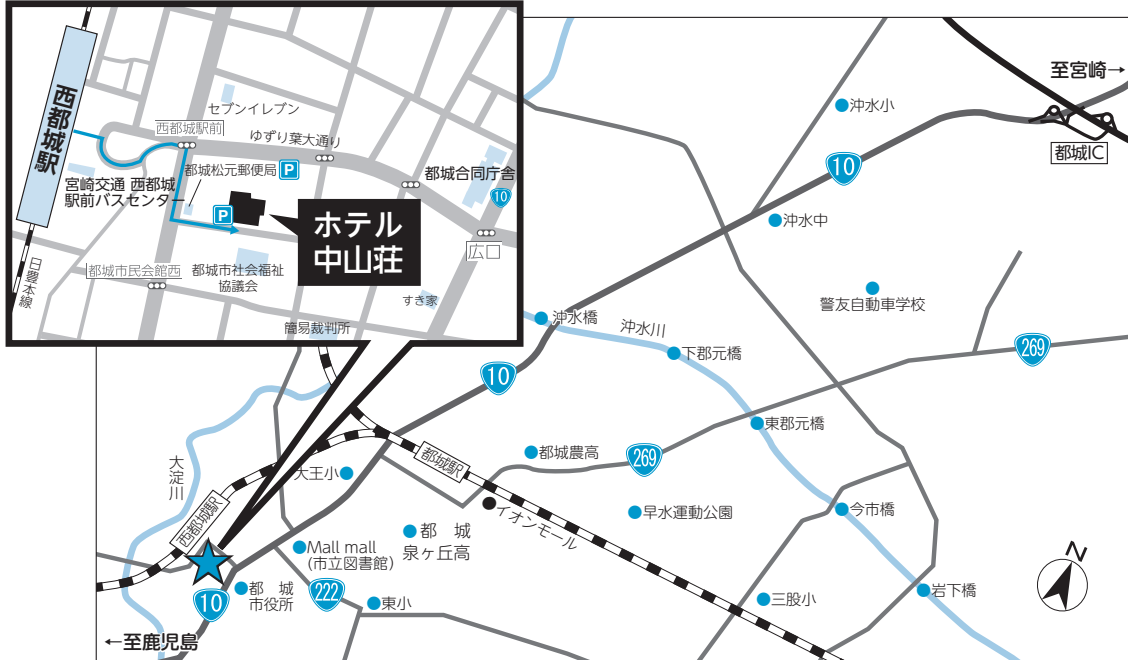 西都城駅
セブンイレブン
西都城駅前
ゆずり葉大通り
都城松元郵便局
P
都城合同庁舎
10
宮崎交通 西都城
駅前バスセンター
P
ホテル
中山荘
広口
都城市民会館西
都城市社会福祉
協議会
日豊本線
すき家
簡易裁判所
至宮崎→
沖水小
都城IC
10
沖水中
警友自動車学校
沖水橋
沖水川
下郡元橋
269
10
東郡元橋
都城農高
269
都城駅
大淀川
大王小
イオンモール
早水運動公園
今市橋
西都城駅
都 城
泉ヶ丘高
Mall mall
(市立図書館)
N
都 城
市役所
10
222
東小
三股小
岩下橋
←至鹿児島